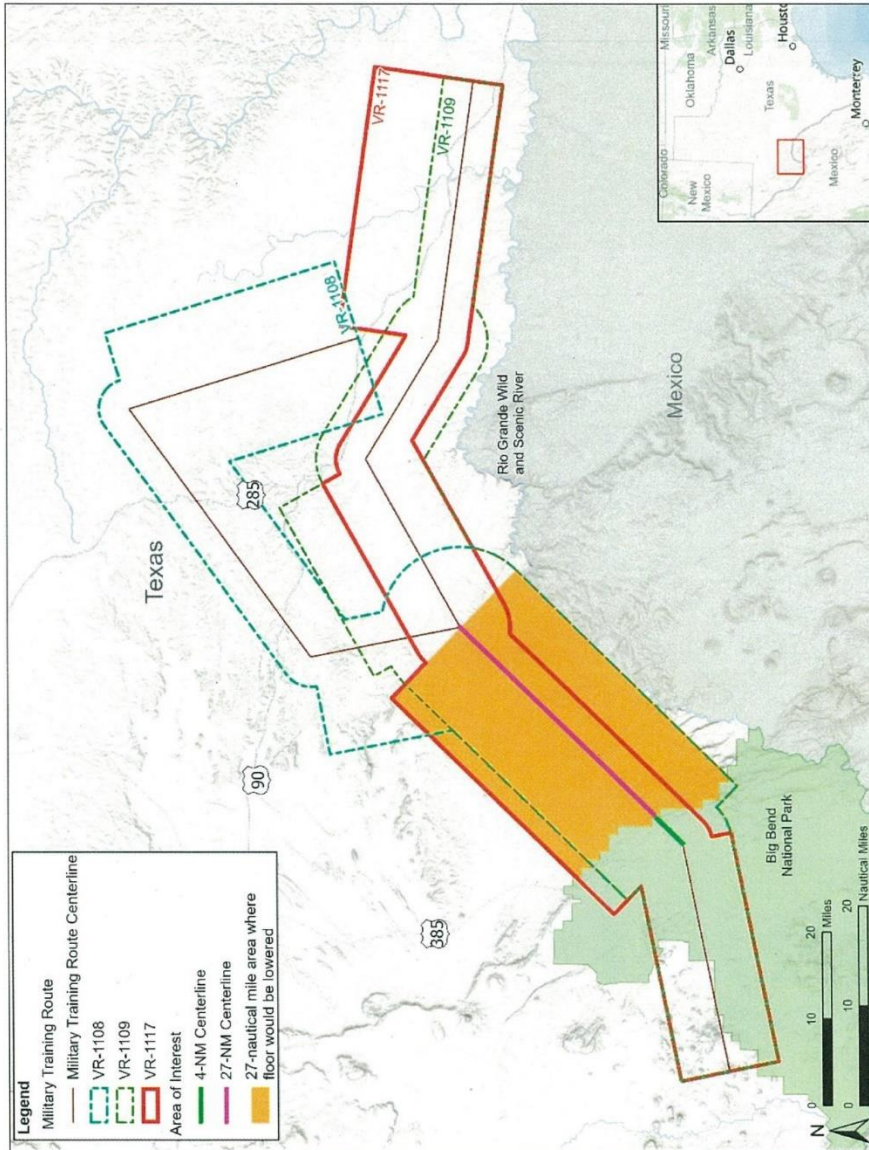 Legend
Military Training Route
Military Training Route Centerline
VR-1108
VR-1109
VR-1117
Area of Interest
4-NM Centerline
27-NM Centerline
27-nautical mile area where
floor would be lowered
Texas
90
285
385
VR-1108
VR-1117
VR-1109
Rio Grande Wild
and Scenic River
Mexico
Big Bend
National Park
N
0 10 20
Miles
0 10 20
Nautical Miles
Colorado
Missouri
New
Mexico
Oklahoma
Arkansas
Dallas
Louisiana
Texas
Housto
Mexico
Monterrey